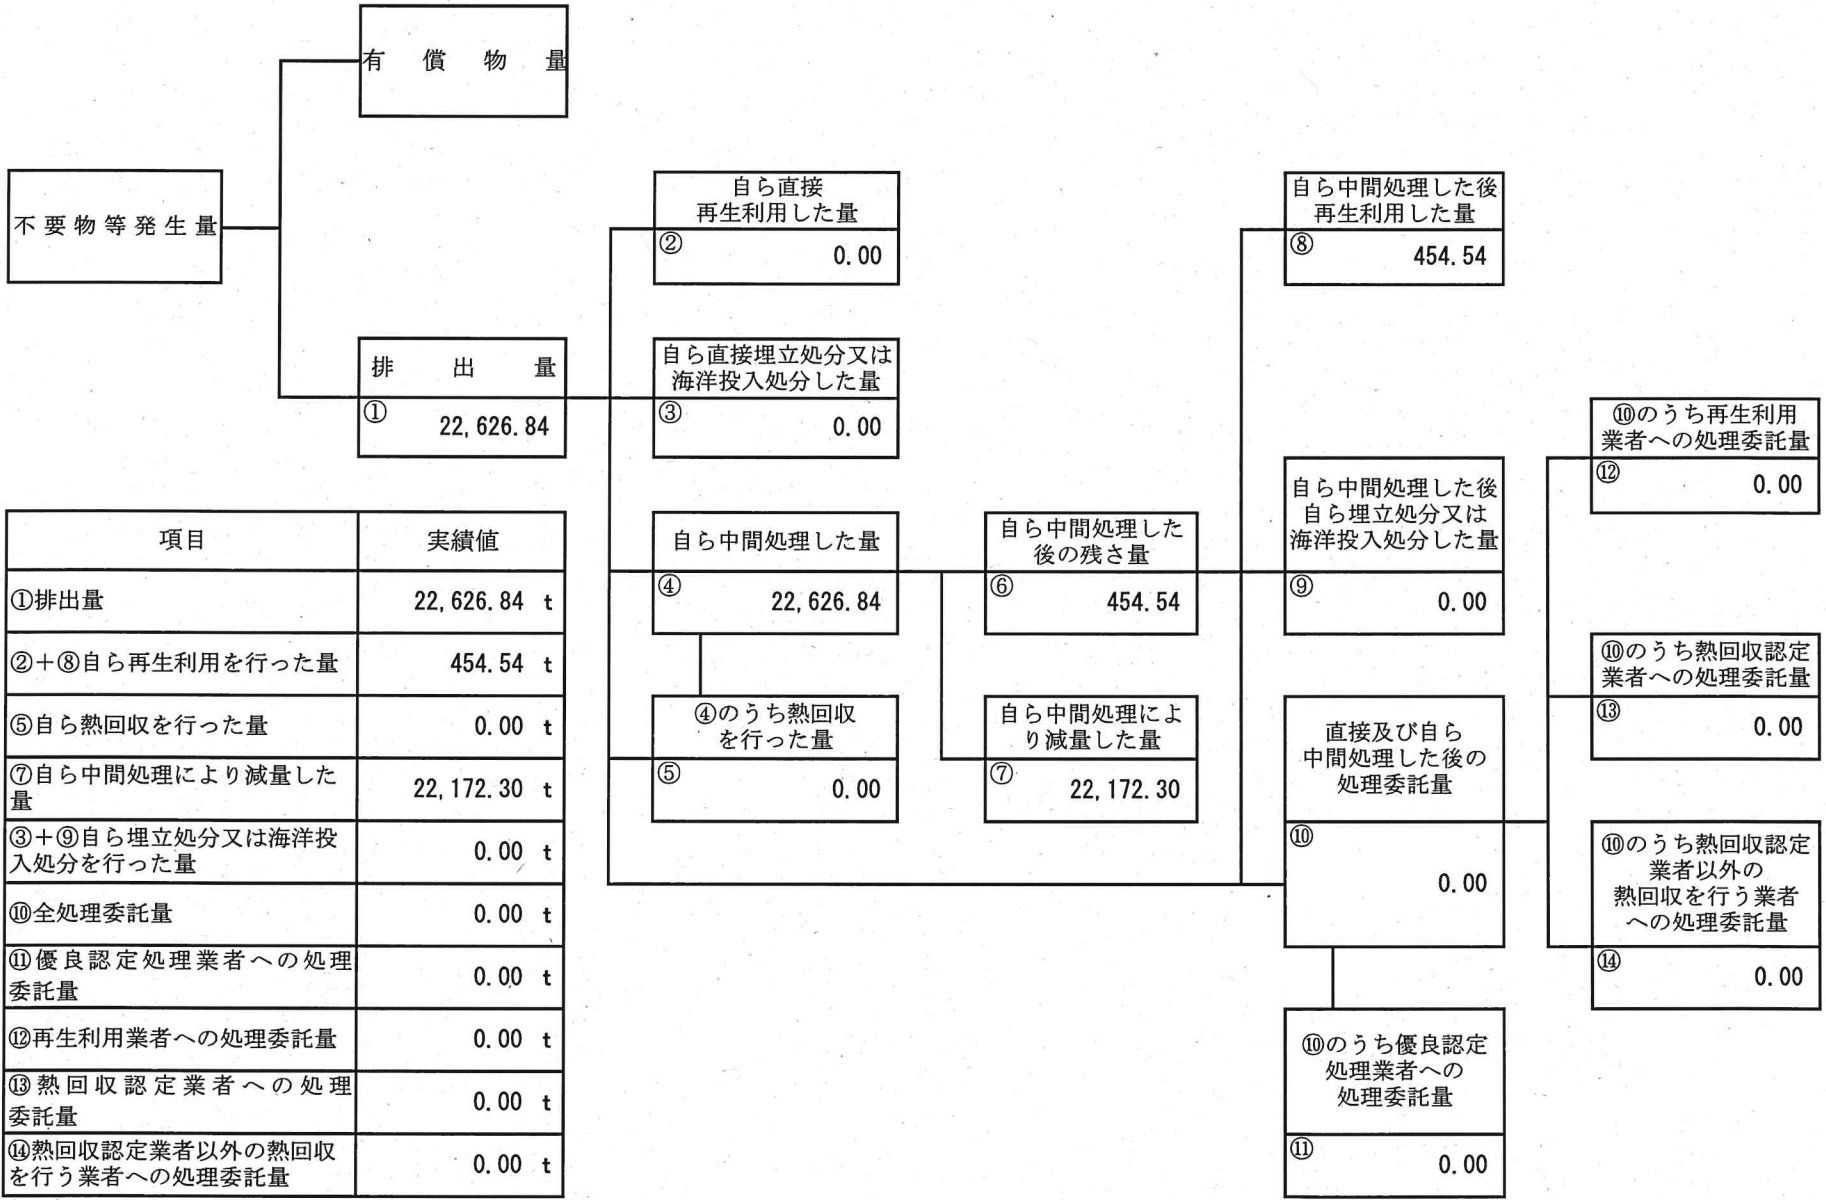 有償物量
不要物等発生量
排出量
① 22,626.84
自ら直接
再生利用した量
② 0.00
自ら直接埋立処分又は
海洋投入処分した量
③ 0.00
自ら中間処理した量
④ 22,626.84
④のうち熱回収
を行った量
⑤ 0.00
自ら中間処理した
後の残さ量
⑥ 454.54
自ら中間処理によ
り減量した量
⑦ 22,172.30
自ら中間処理した後
再生利用した量
⑧ 454.54
自ら中間処理した後
自ら埋立処分又は
海洋投入処分した量
⑨ 0.00
直接及び自ら
中間処理した後の
処理委託量
⑩ 0.00
⑩のうち優良認定
処理業者への
処理委託量
⑪ 0.00
⑩のうち再生利用
業者への処理委託量
⑫ 0.00
⑩のうち熱回収認定
業者への処理委託量
⑬ 0.00
⑩のうち熱回収認定
業者以外の
熱回収を行う業者
への処理委託量
⑭ 0.00
項目 実績値
①排出量 22,626.84 t
②+⑧自ら再生利用を行った量 454.54 t
⑤自ら熱回収を行った量 0.00 t
⑦自ら中間処理により減量した
量 22,172.30 t
③+⑨自ら埋立処分又は海洋投
入処分を行った量 0.00 t
⑩全処理委託量 0.00 t
⑪優良認定処理業者への処理
委託量 0.00 t
⑫再生利用業者への処理委託量 0.00 t
⑬熱回収認定業者への処理
委託量 0.00 t
⑭熱回収認定業者以外の熱回収
を行う業者への処理委託量 0.00 t